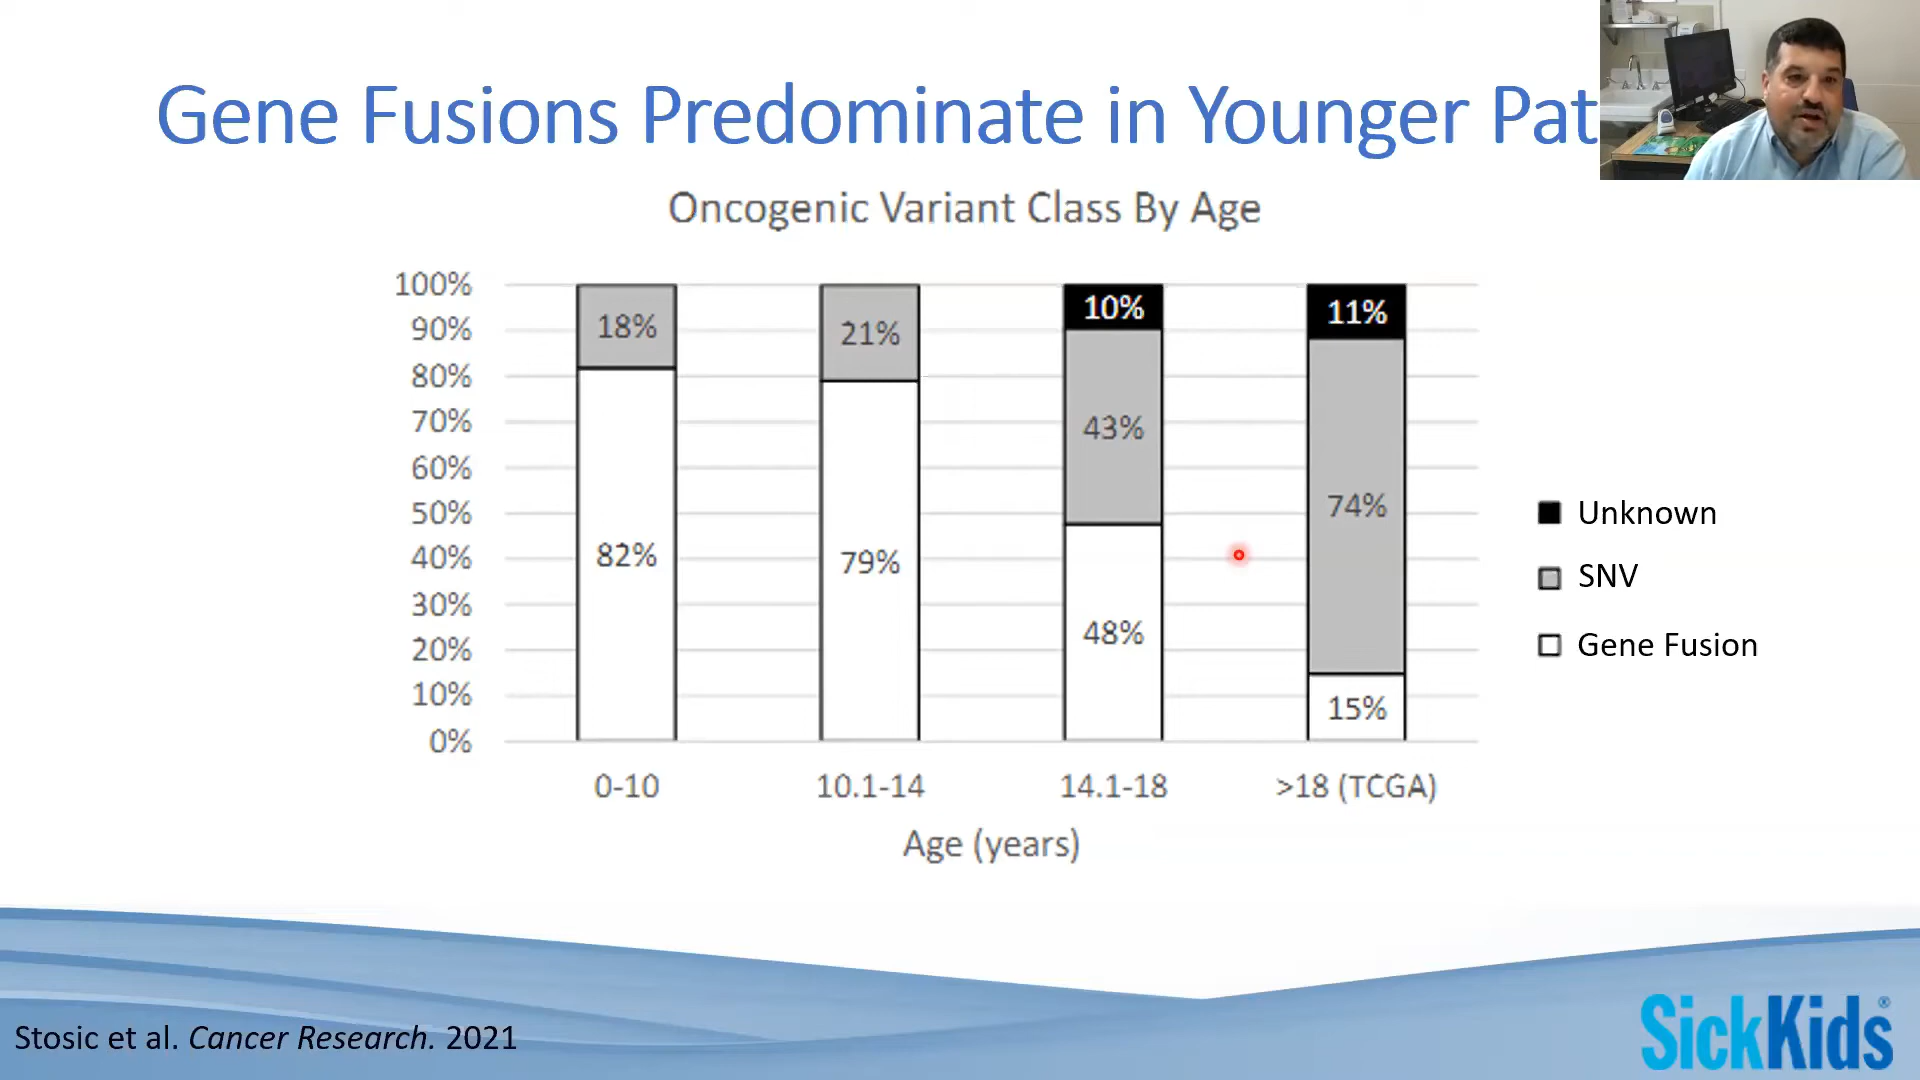 Gene Fusions Predominate in Younger Pat
Oncogenic Variant Class By Age
100%
90%
80%
70%
60%
50%
40%
30%
20%
10%
0%
18%
82%
21%
79%
10%
43%
48%
11%
74%
15%
0-10
10.1-14
14.1-18
>18 (TCGA)
Age (years)
Unknown
SNV
Gene Fusion
Stosic et al. Cancer Research. 2021
SickKids®